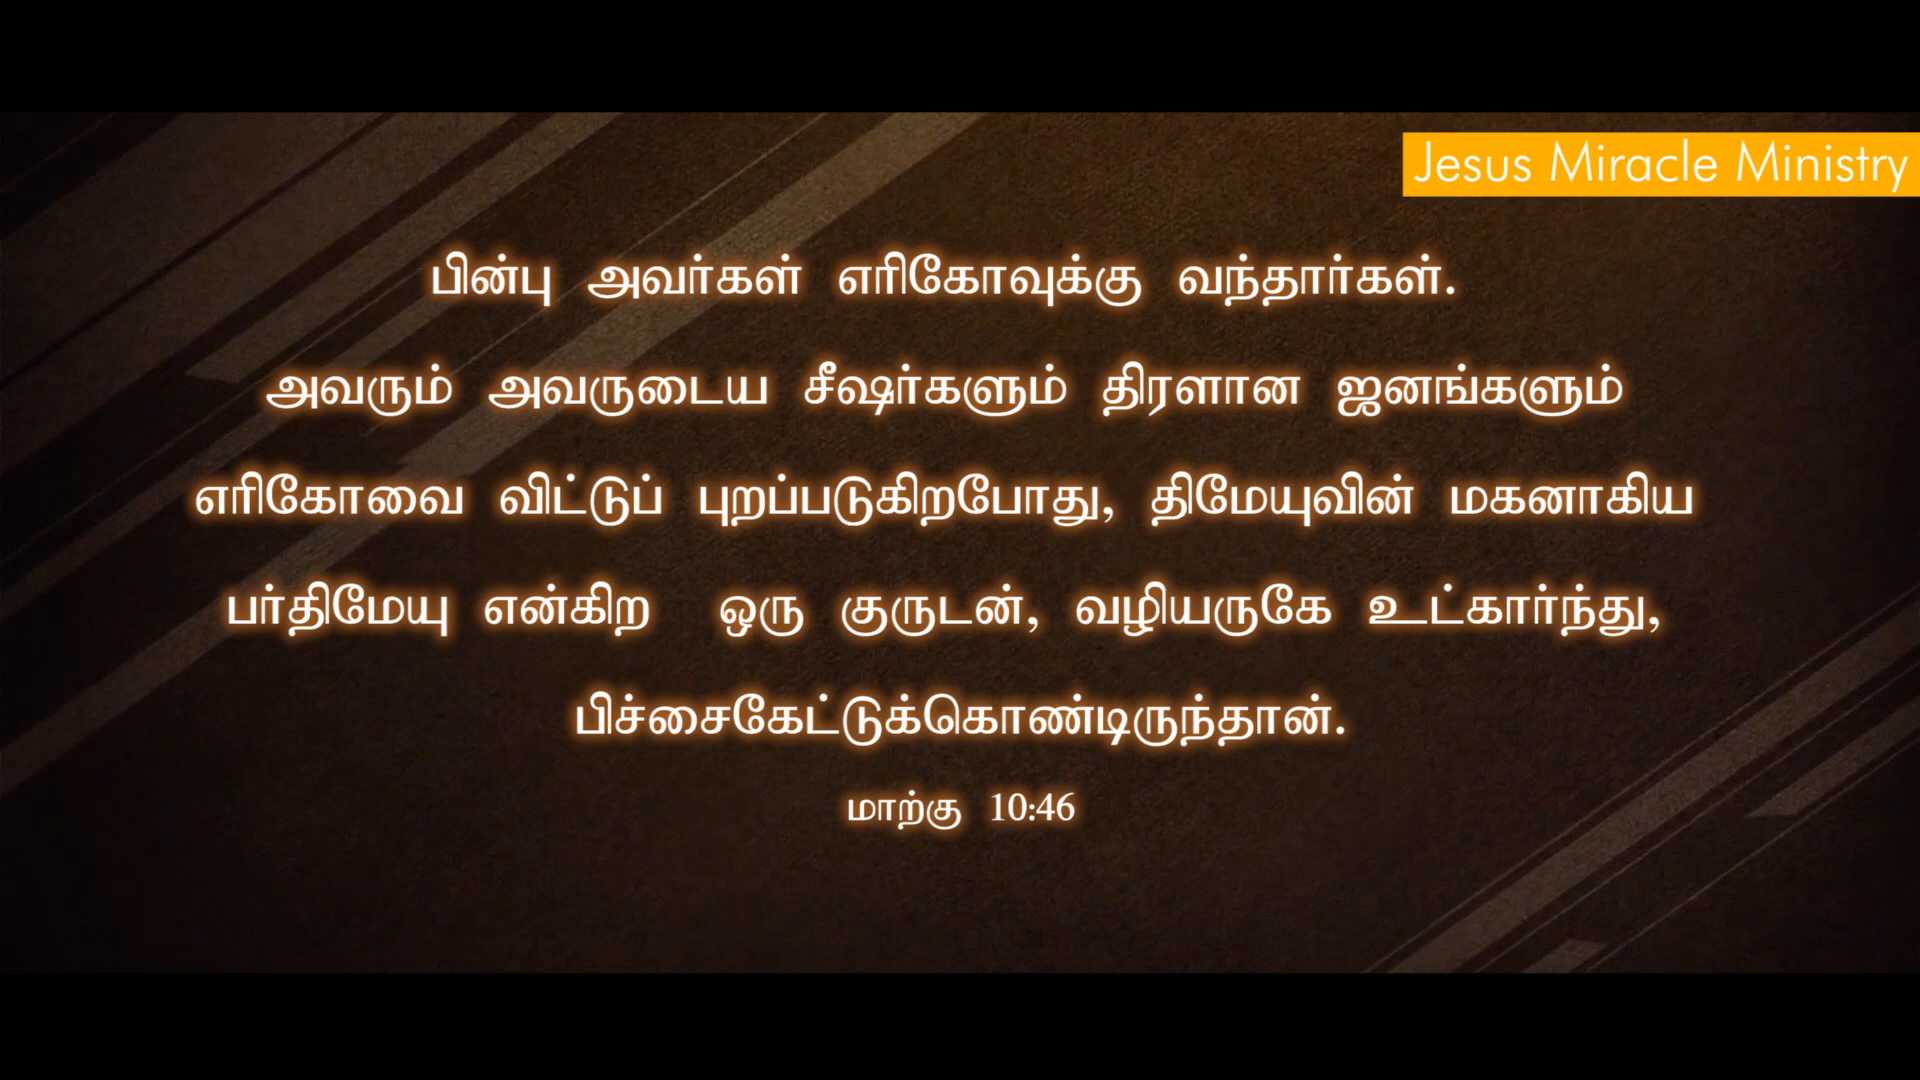 Jesus Miracle Ministry
பின்பு அவர்கள் எரிகோவுக்கு வந்தார்கள்.
அவரும் அவருடைய சீஷர்களும் திரளான ஜனங்களும்
எரிகோவை விட்டுப் புறப்படுகிறபோது, திமேயுவின் மகனாகிய
பர்திமேயு என்கிற ஒரு குருடன், வழியருகே உட்கார்ந்து,
பிச்சைகேட்டுக்கொண்டிருந்தான்.
மாற்கு 10:46